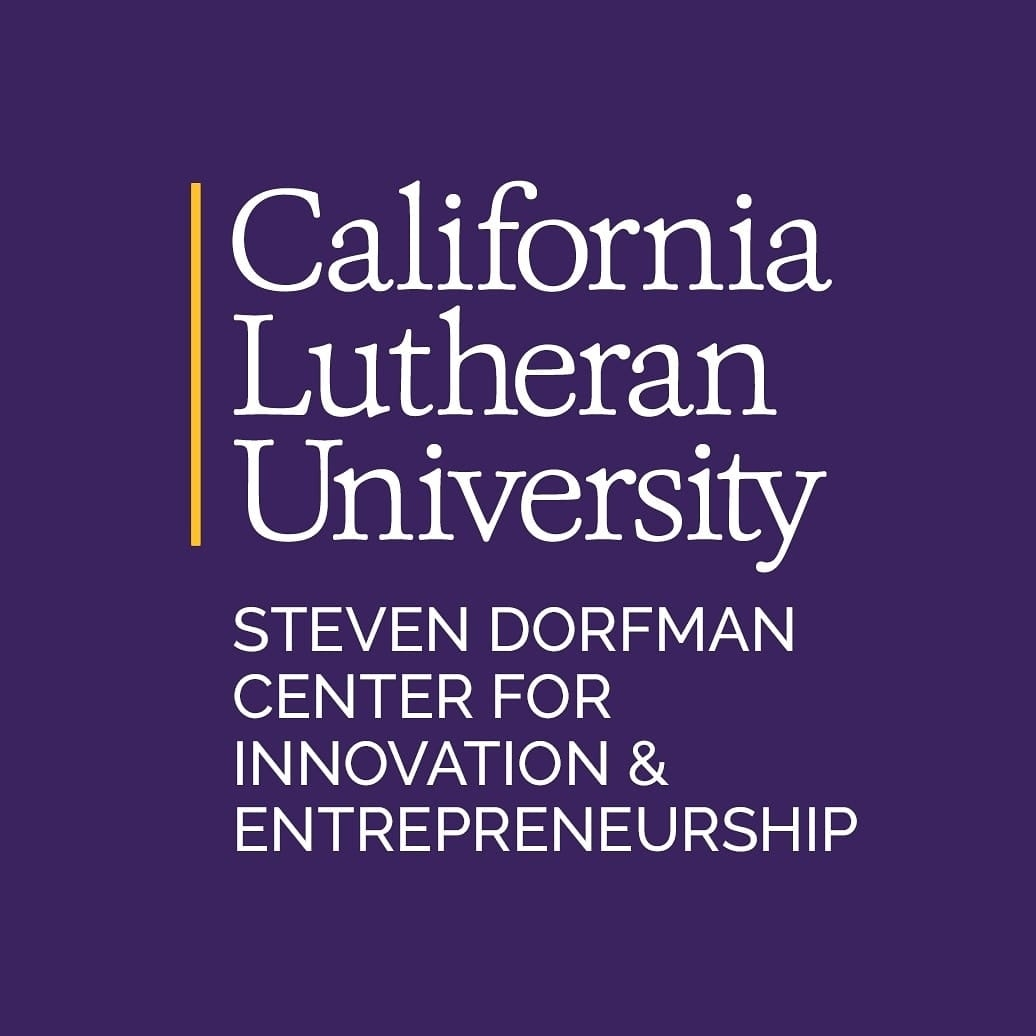 California
Lutheran
University
STEVEN DORFMAN
CENTER FOR
INNOVATION &
ENTREPRENEURSHIP